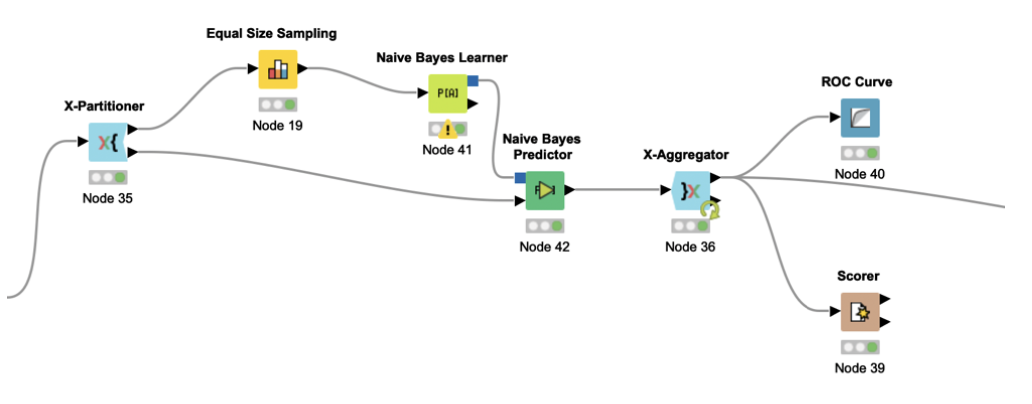 Equal Size Sampling
Node 19
Naive Bayes Learner
P[A]
Node 41
X-Partitioner
Node 35
Naive Bayes
Predictor
Node 42
X-Aggregator
Node 36
ROC Curve
Node 40
Scorer
Node 39